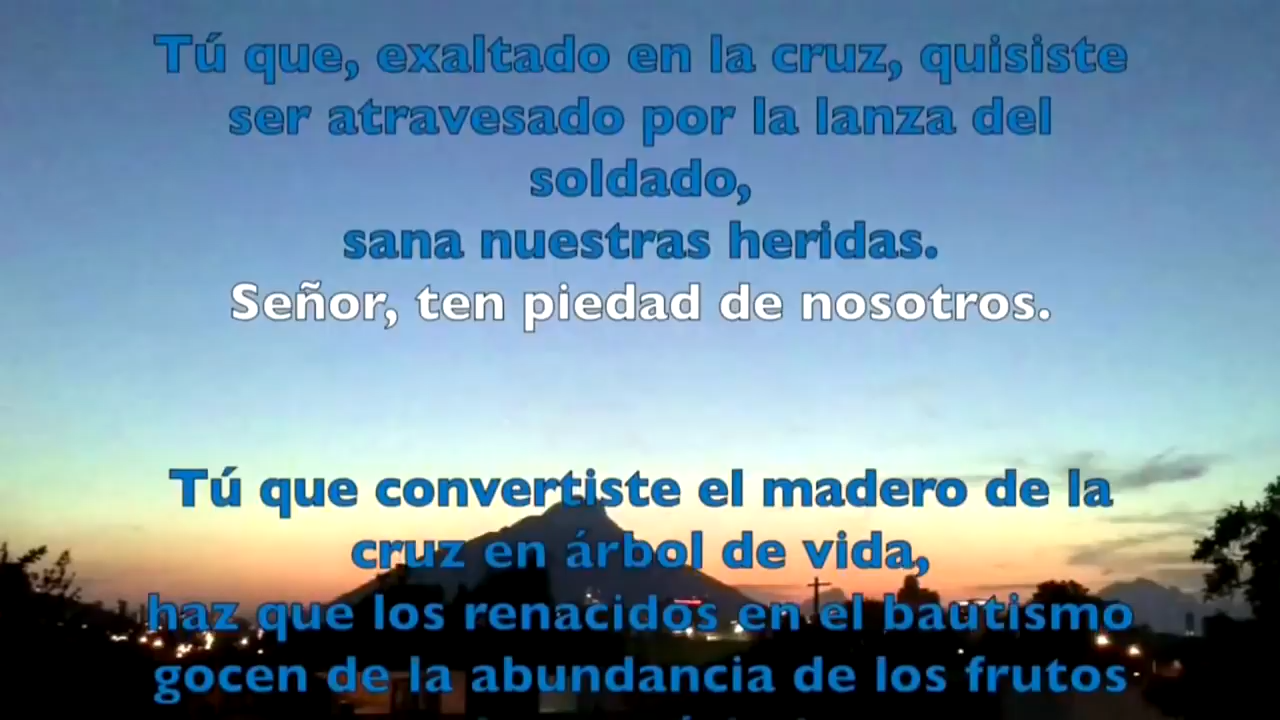 Tú que, exaltado en la cruz, quisiste
ser atravesado por la lanza del
soldado,
sana nuestras heridas.
Señor, ten piedad de nosotros.
Tú que convertiste el madero de la
cruz en árbol de vida,
haz que los renacidos en el bautismo
gocen de la abundancia de los frutos